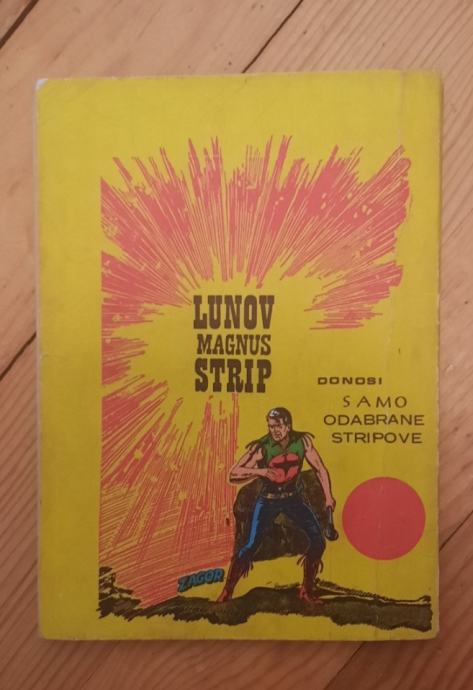 LUNOV
MAGNUS
STRIP
DONOSI
SAMO
ODABRANE
STRIPOVE
ZAGOR